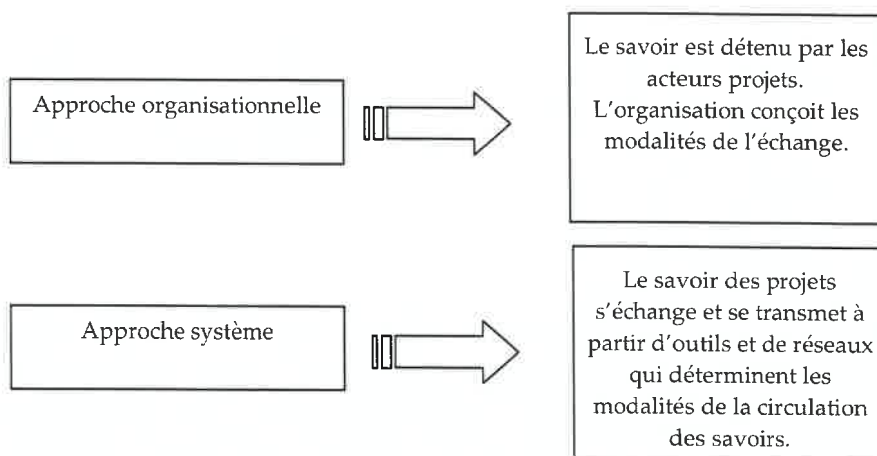 Approche organisationnelle
Le savoir est détenu par les
acteurs projets.
L'organisation conçoit les
modalités de l'échange.
Approche système
Le savoir des projets
s'échange et se transmet à
partir d'outils et de réseaux
qui déterminent les
modalités de la circulation
des savoirs.